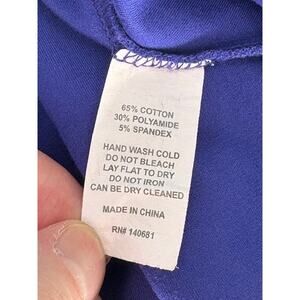 65% COTTON
30% POLYAMIDE
5% SPANDEX
HAND WASH COLD
DO NOT BLEACH
LAY FLAT TO DRY
DO NOT IRON
CAN BE DRY CLEANED
MADE IN CHINA
RN# 140681